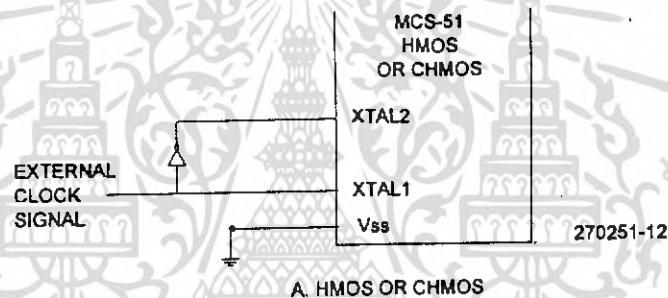 MCS-51
HMOS
OR CHMOS
XTAL2
EXTERNAL
CLOCK
SIGNAL
XTAL1
Vss
270251-12
A. HMOS OR CHMOS